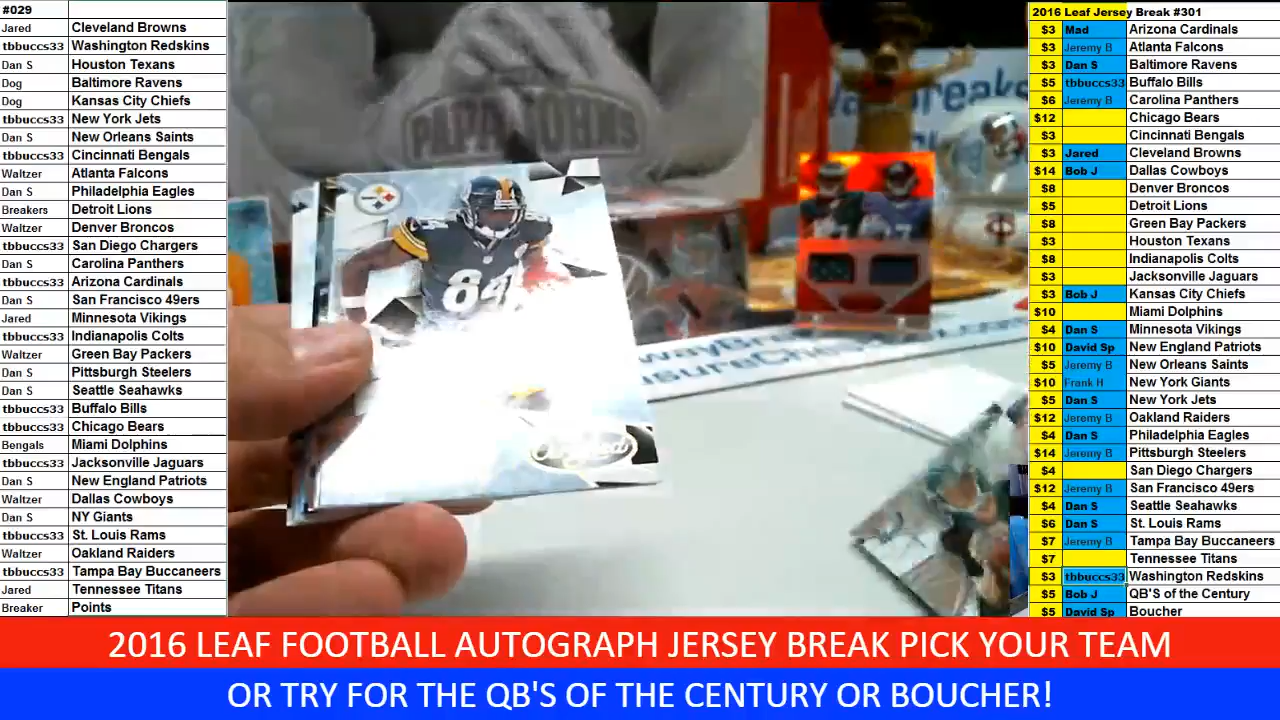 #029
Jared Cleveland Browns
tbbuccs33 Washington Redskins
Dan S Houston Texans
Dog Baltimore Ravens
Dog Kansas City Chiefs
tbbuccs33 New York Jets
Dan S New Orleans Saints
tbbuccs33 Cincinnati Bengals
Waltzer Atlanta Falcons
Dan S Philadelphia Eagles
Breakers Detroit Lions
Waltzer Denver Broncos
tbbuccs33 San Diego Chargers
Dan S Carolina Panthers
tbbuccs33 Arizona Cardinals
Dan S San Francisco 49ers
Jared Minnesota Vikings
tbbuccs33 Indianapolis Colts
Waltzer Green Bay Packers
Dan S Pittsburgh Steelers
Dan S Seattle Seahawks
tbbuccs33 Buffalo Bills
tbbuccs33 Chicago Bears
Bengals Miami Dolphins
tbbuccs33 Jacksonville Jaguars
Dan S New England Patriots
Waltzer Dallas Cowboys
Dan S NY Giants
tbbuccs33 St. Louis Rams
Waltzer Oakland Raiders
tbbuccs33 Tampa Bay Buccaneers
Jared Tennessee Titans
Breaker Points
PAPA JOHNS
Steelers
84
84
2016 Leaf Jersey Break #301
$3 Mad Arizona Cardinals
$3 Jeremy B Atlanta Falcons
$3 Dan S Baltimore Ravens
$5 tbbuccs33 Buffalo Bills
$6 Jeremy B Carolina Panthers
$12 Chicago Bears
$3 Cincinnati Bengals
$3 Jared Cleveland Browns
$14 Bob J Dallas Cowboys
$8 Denver Broncos
$5 Detroit Lions
$8 Green Bay Packers
$3 Houston Texans
$8 Indianapolis Colts
$3 Jacksonville Jaguars
$3 Bob J Kansas City Chiefs
$10 Miami Dolphins
$4 Dan S Minnesota Vikings
$10 David Sp New England Patriots
$5 Jeremy B New Orleans Saints
$10 Frank H New York Giants
$5 Dan S New York Jets
$12 Jeremy B Oakland Raiders
$4 Dan S Philadelphia Eagles
$14 Jeremy B Pittsburgh Steelers
$4 San Diego Chargers
$12 Jeremy B San Francisco 49ers
$4 Dan S Seattle Seahawks
$6 Dan S St. Louis Rams
$7 Jeremy B Tampa Bay Buccaneers
$7 Tennessee Titans
$3 tbbuccs33 Washington Redskins
$5 Bob J QB'S of the Century
$5 David Sp Boucher
2016 LEAF FOOTBALL AUTOGRAPH JERSEY BREAK PICK YOUR TEAM
OR TRY FOR THE QB'S OF THE CENTURY OR BOUCHER!